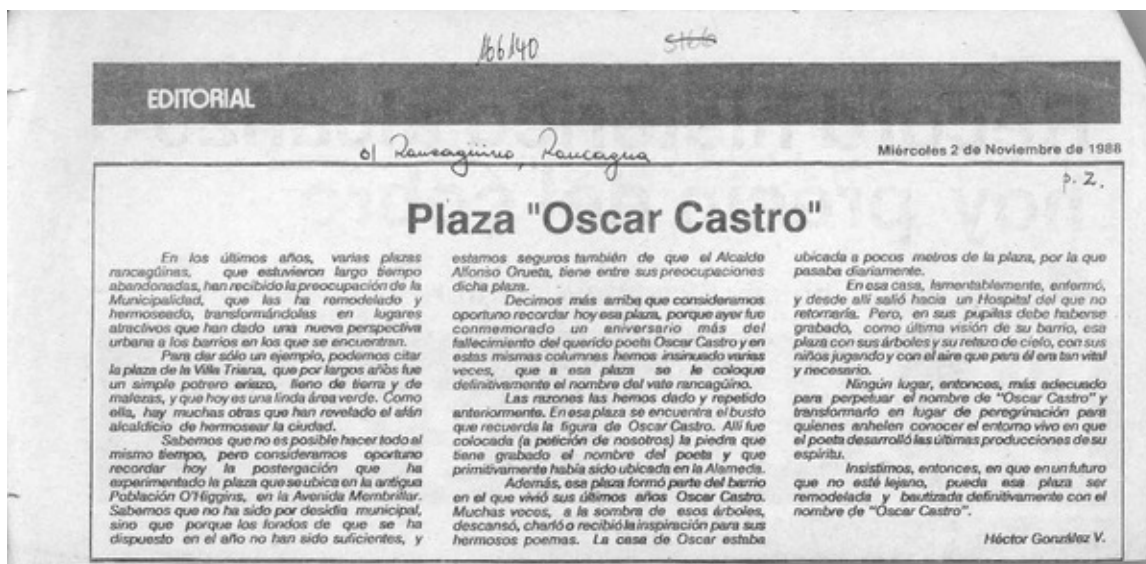 166140
5166
EDITORIAL
el Rancagüino, Rancagua
Miércoles 2 de Noviembre de 1988
p. 2.
Plaza "Oscar Castro"
En los últimos años, varias plazas
rancagüinas, que estuvieron largo tiempo
abandonadas, han recibido la preocupación de la
Municipalidad, que las ha remodelado y
hermoseado, transformándolas en lugares
atractivos que han dado una nueva perspectiva
urbana a los barrios en los que se encuentran.
Para dar sólo un ejemplo, podemos citar
la plaza de la Villa Triana, que por largos años fue
un simple potrero eriazo, lleno de tierra y de
malezas, y que hoy es una linda área verde. Como
ella, hay muchas otras que han revelado el afán
alcaldicio de hermosear la ciudad.
Sabemos que no es posible hacer todo al
mismo tiempo, pero consideramos oportuno
recordar hoy la postergación que ha
experimentado la plaza que se ubica en la antigua
Población O'Higgins, en la Avenida Membrillar.
Sabemos que no ha sido por desidia municipal,
sino que porque los fondos de que se ha
dispuesto en el año no han sido suficientes, y
estamos seguros también de que el Alcalde
Alfonso Orueta, tiene entre sus preocupaciones
dicha plaza.
Decimos más arriba que consideramos
oportuno recordar hoy esa plaza, porque ayer fue
conmemorado un aniversario más del
fallecimiento del querido poeta Oscar Castro y en
estas mismas columnas hemos insinuado varias
veces, que a esa plaza se le coloque
definitivamente el nombre del vate rancagüino.
Las razones las hemos dado y repetido
anteriormente. En esa plaza se encuentra el busto
que recuerda la figura de Oscar Castro. Allí fue
colocada (a petición de nosotros) la piedra que
tiene grabado el nombre del poeta y que
primitivamente había sido ubicada en la Alameda.
Además, esa plaza formó parte del barrio
en el que vivió sus últimos años Oscar Castro.
Muchas veces, a la sombra de esos árboles,
descansó, charló o recibió la inspiración para sus
hermosos poemas. La casa de Oscar estaba
ubicada a pocos metros de la plaza, por la que
pasaba diariamente.
En esa casa, lamentablemente, enfermó,
y desde allí salió hacia un Hospital del que no
retornaría. Pero, en sus pupilas debe haberse
grabado, como última visión de su barrio, esa
plaza con sus árboles y su retazo de cielo, con sus
niños jugando y con el aire que para él era tan vital
y necesario.
Ningún lugar, entonces, más adecuado
para perpetuar el nombre de "Oscar Castro" y
transformarlo en lugar de peregrinación para
quienes anhelen conocer el entorno vivo en que
el poeta desarrolló las últimas producciones de su
espíritu.
Insistimos, entonces, en que en un futuro
que no esté lejano, pueda esa plaza ser
remodelada y bautizada definitivamente con el
nombre de "Oscar Castro".
Héctor González V.